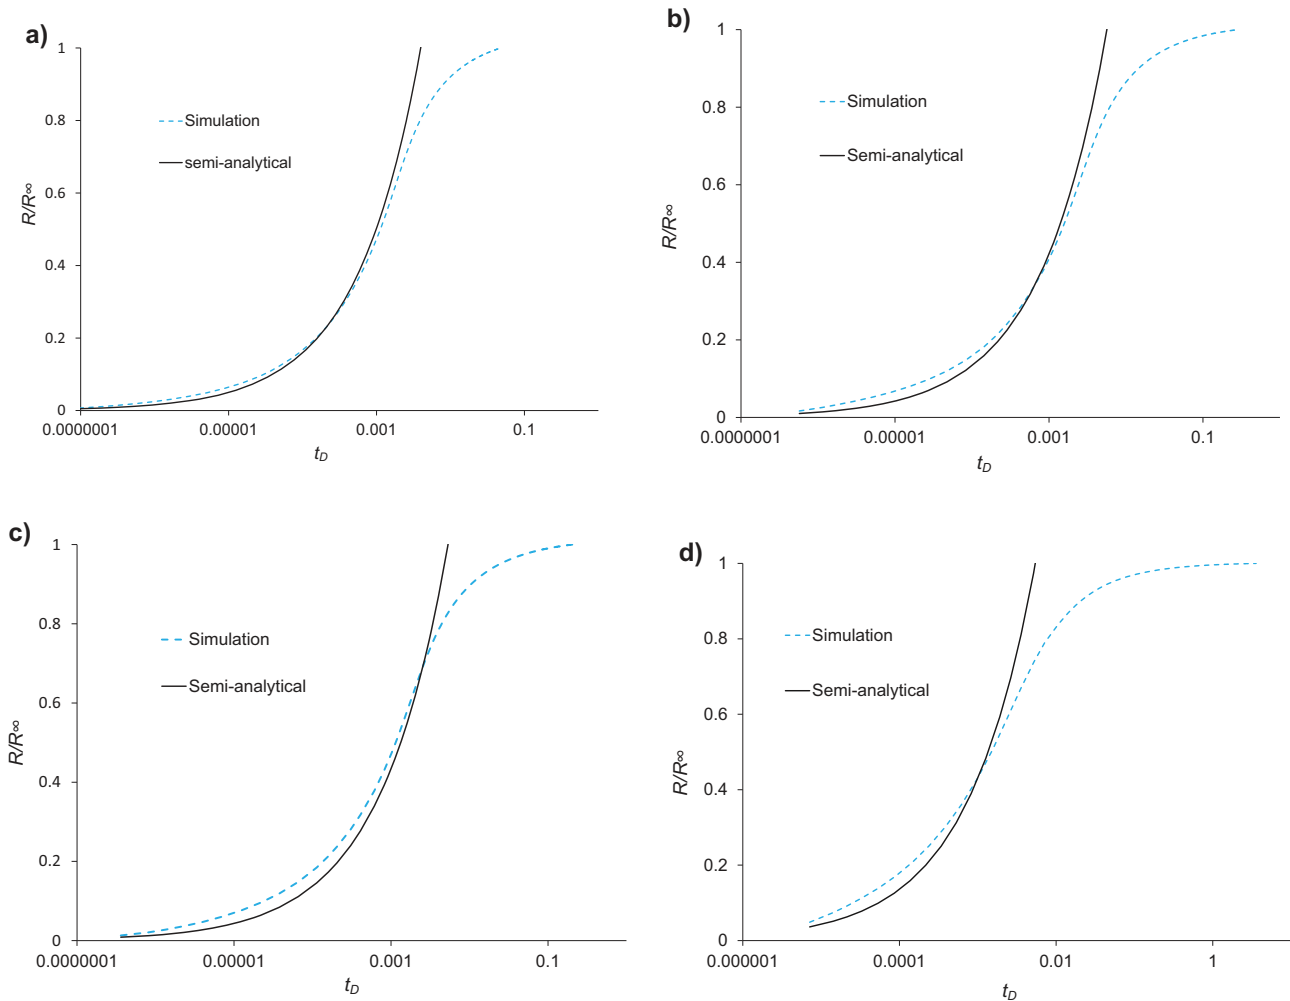 a)
1
0.8
0.6
0.4
0.2
0
Simulation
semi-analytical
R/R∞
0.0000001
0.00001
0.001
0.1
tD
b)
1
0.8
0.6
0.4
0.2
0
Simulation
Semi-analytical
R/R∞
0.0000001
0.00001
0.001
0.1
tD
c)
1
0.8
0.6
0.4
0.2
0
Simulation
Semi-analytical
R/R∞
0.0000001
0.00001
0.001
0.1
tD
d)
1
0.8
0.6
0.4
0.2
0
Simulation
Semi-analytical
R/R∞
0.000001
0.0001
0.01
1
tD